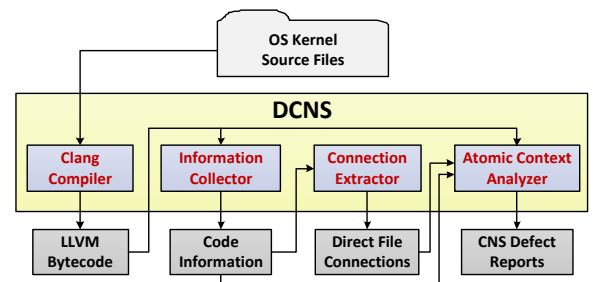 OS Kernel
Source Files
DCNS
Clang
Compiler
Information
Collector
Connection
Extractor
Atomic Context
Analyzer
LLVM
Bytecode
Code
Information
Direct File
Connections
CNS Defect
Reports